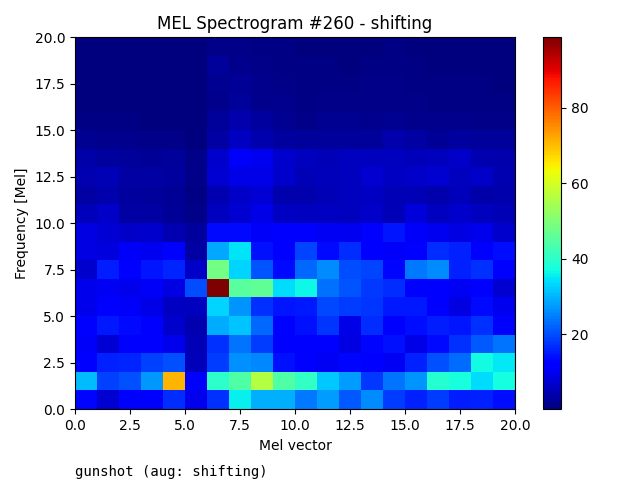 MEL Spectrogram #260 - shifting
20.0
17.5
15.0
12.5
10.0
7.5
5.0
2.5
0.0
Frequency [Mel]
0.0 2.5 5.0 7.5 10.0 12.5 15.0 17.5 20.0
Mel vector
80
60
40
20
gunshot (aug: shifting)